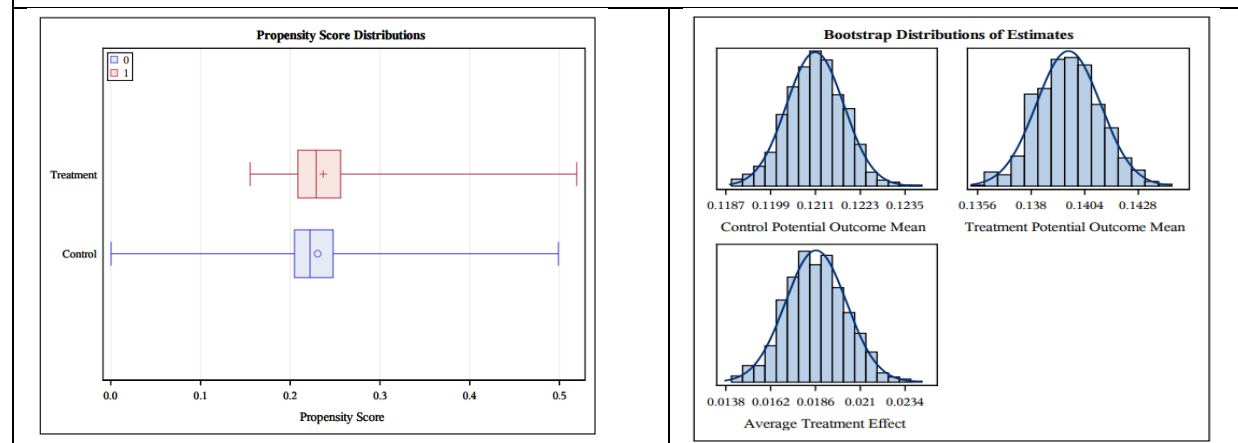 Propensity Score Distributions
0
1
Treatment
Control
0.0 0.1 0.2 0.3 0.4 0.5
Propensity Score
Bootstrap Distributions of Estimates
0.1187 0.1199 0.1211 0.1223 0.1235
Control Potential Outcome Mean
0.1356 0.138 0.1404 0.1428
Treatment Potential Outcome Mean
0.0138 0.0162 0.0186 0.021 0.0234
Average Treatment Effect